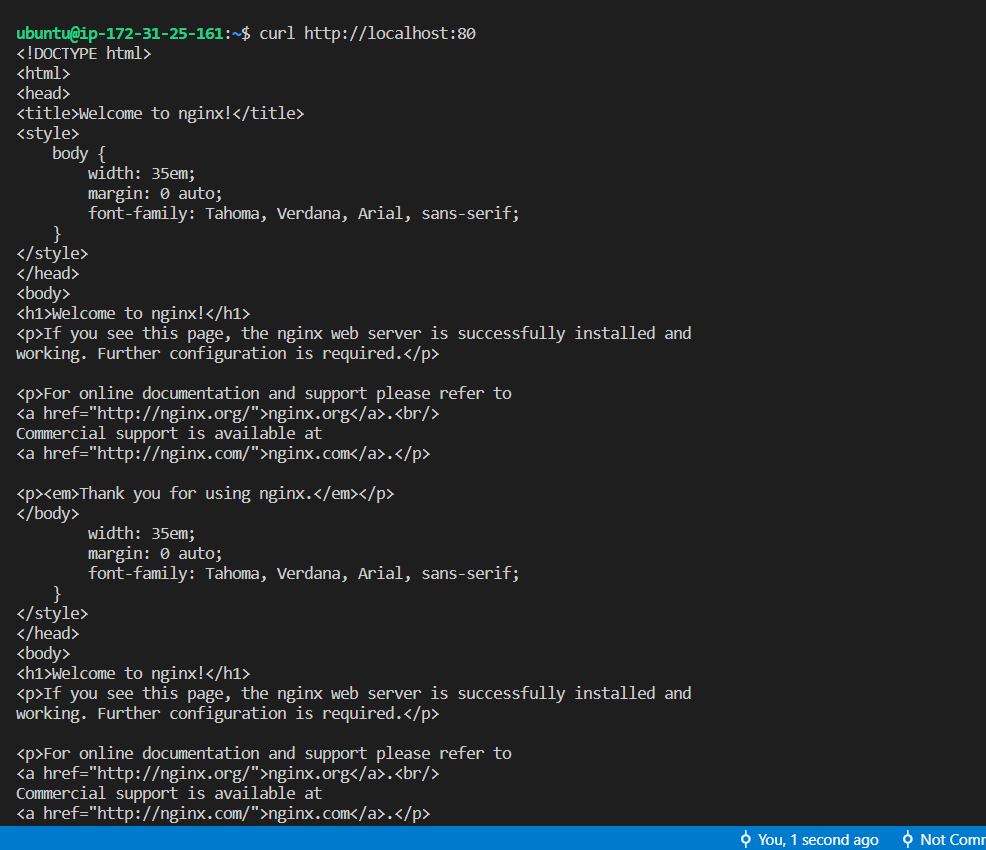 ubuntu@ip-172-31-25-161:~$ curl http://localhost:80
<!DOCTYPE html>
<html>
<head>
<title>Welcome to nginx!</title>
<style>
    body {
        width: 35em;
        margin: 0 auto;
        font-family: Tahoma, Verdana, Arial, sans-serif;
    }
</style>
</head>
<body>
<h1>Welcome to nginx!</h1>
<p>If you see this page, the nginx web server is successfully installed and
working. Further configuration is required.</p>

<p>For online documentation and support please refer to
<a href="http://nginx.org/">nginx.org</a>.<br/>
Commercial support is available at
<a href="http://nginx.com/">nginx.com</a>.</p>

<p><em>Thank you for using nginx.</em></p>
</body>
        width: 35em;
        margin: 0 auto;
        font-family: Tahoma, Verdana, Arial, sans-serif;
    }
</style>
</head>
<body>
<h1>Welcome to nginx!</h1>
<p>If you see this page, the nginx web server is successfully installed and
working. Further configuration is required.</p>

<p>For online documentation and support please refer to
<a href="http://nginx.org/">nginx.org</a>.<br/>
Commercial support is available at
<a href="http://nginx.com/">nginx.com</a>.</p>
You, 1 second ago Not Comm